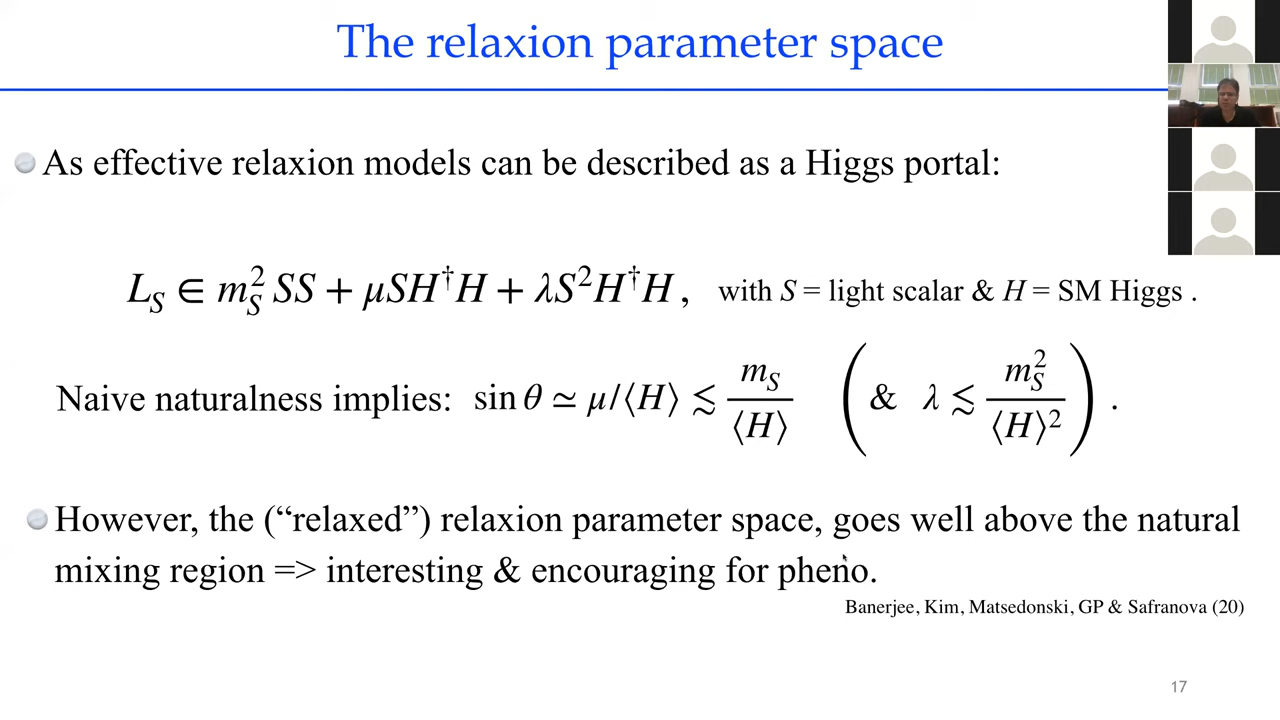 The relaxion parameter space
As effective relaxion models can be described as a Higgs portal:
L_S ∈ m_S^2 SS + μSH†H + λS²H†H , with S = light scalar & H = SM Higgs .
Naive naturalness implies: sin θ ≃ μ/⟨H⟩ ≲ m_S/⟨H⟩ ( & λ ≲ m_S^2/⟨H⟩² ) .
However, the (“relaxed”) relaxion parameter space, goes well above the natural
mixing region => interesting & encouraging for pheno.
Banerjee, Kim, Matsedonski, GP & Safranova (20)
17